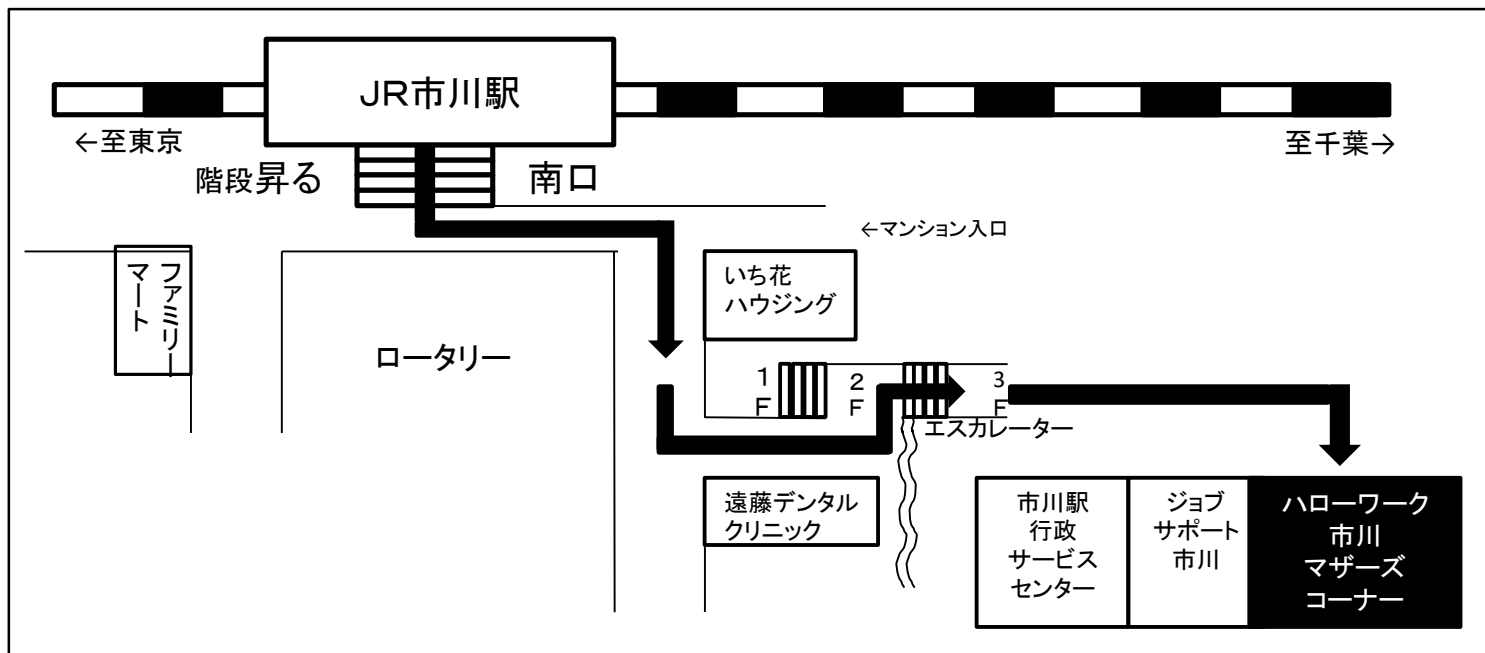 JR市川駅
←至東京
至千葉→
階段昇る
南口
←マンション入口
ファミリー
マート
いち花
ハウジング
ロータリー
1F
2F
3F
エスカレーター
遠藤デンタル
クリニック
市川駅
行政
サービス
センター
ジョブ
サポート
市川
ハローワーク
市川
マザーズ
コーナー